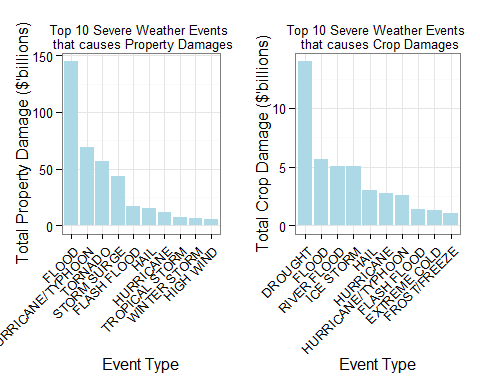 Top 10 Severe Weather Events
that causes Property Damages
Total Property Damage ($'billions)
150
100
50
0
FLOOD
URRICANE/TYPHOON
TORNADO
STORM SURGE
FLASH FLOOD
HAIL
HURRICANE
TROPICAL STORM
WINTER STORM
HIGH WIND
Event Type
Top 10 Severe Weather Events
that causes Crop Damages
Total Crop Damage ($'billions)
10
5
0
DROUGHT
FLOOD
RIVER FLOOD
ICE STORM
HAIL
HURRICANE
HURRICANE/TYPHOON
FLASH FLOOD
EXTREME COLD
FROST/FREEZE
Event Type